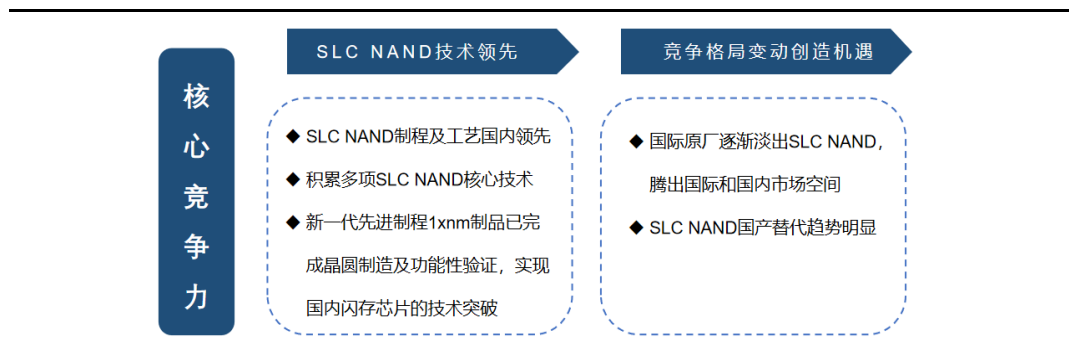 核
心
竞
争
力
SLC NAND技术领先
◆ SLC NAND制程及工艺国内领先
◆ 积累多项SLC NAND核心技术
◆ 新一代先进制程1xnm制品已完
成晶圆制造及功能性验证，实现
国内闪存芯片的技术突破
竞争格局变动创造机遇
◆ 国际原厂逐渐淡出SLC NAND，
腾出国际和国内市场空间
◆ SLC NAND国产替代趋势明显